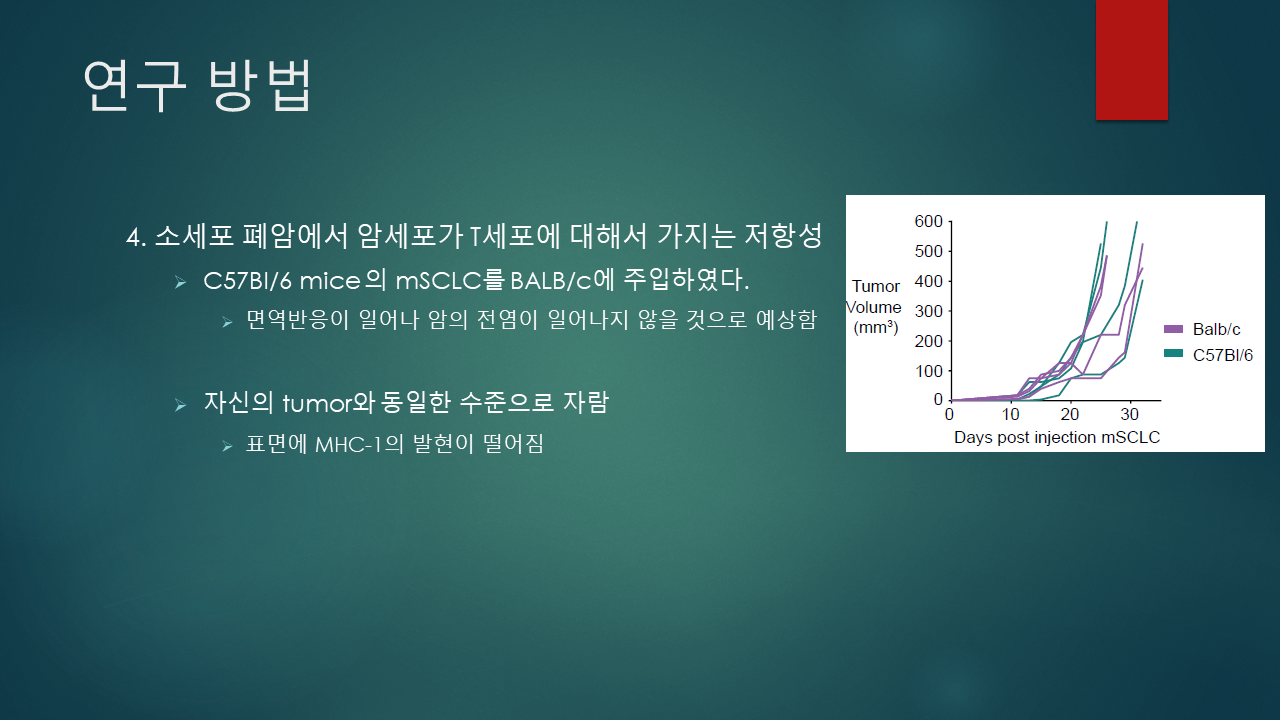 연구 방법
4. 소세포 폐암에서 암세포가 T세포에 대해서 가지는 저항성
C57Bl/6 mice의 mSCLC를 BALB/c에 주입하였다.
면역반응이 일어나 암의 전염이 일어나지 않을 것으로 예상함
자신의 tumor와 동일한 수준으로 자람
표면에 MHC-1의 발현이 떨어짐
600
500
400
300
200
100
0
Tumor
Volume
(mm³)
0 10 20 30
Days post injection mSCLC
Balb/c
C57Bl/6